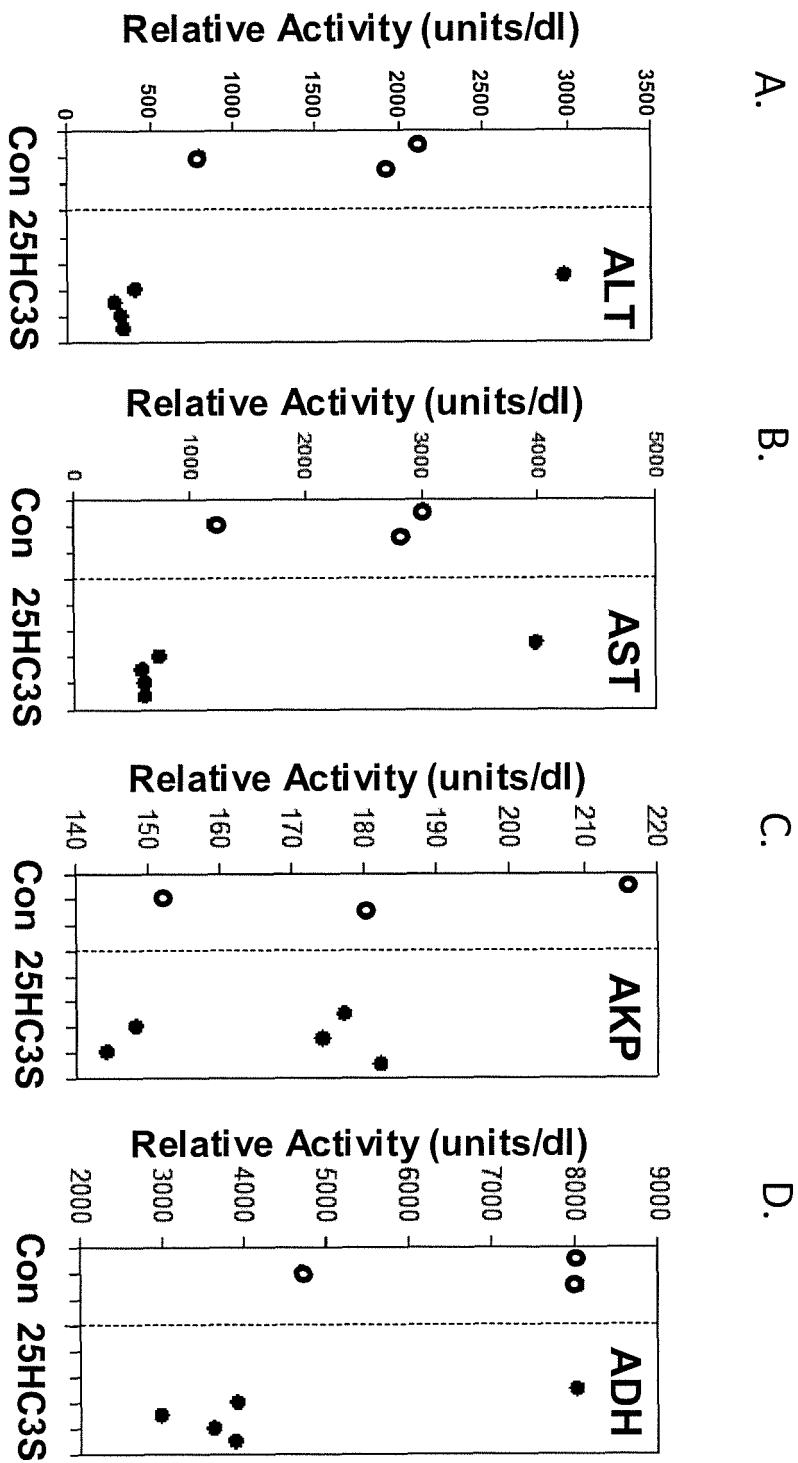 A.
Relative Activity (units/dl)
3500
3000
2500
2000
1500
1000
500
0
ALT
Con 25HC3S
B.
Relative Activity (units/dl)
5000
4000
3000
2000
1000
0
AST
Con 25HC3S
C.
Relative Activity (units/dl)
220
210
200
190
180
170
160
150
140
AKP
Con 25HC3S
D.
Relative Activity (units/dl)
9000
8000
7000
6000
5000
4000
3000
2000
ADH
Con 25HC3S